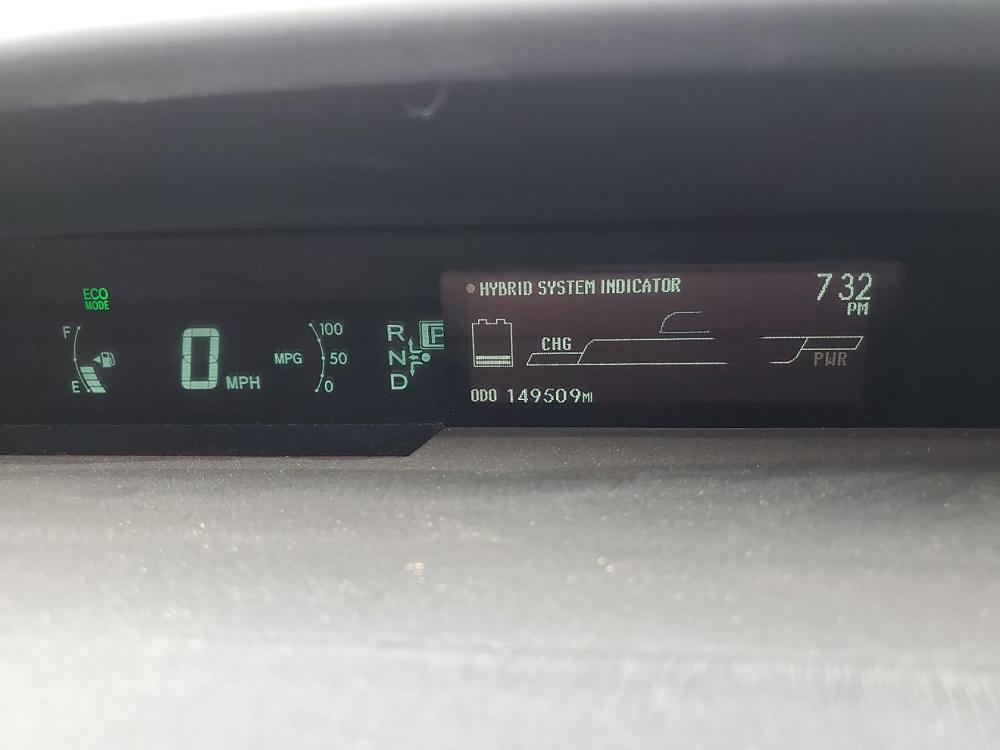 ECO
MODE
F
E
0 MPH
MPG
100
50
0
R
N
D
P
HYBRID SYSTEM INDICATOR
7 32
PM
CHG
PWR
ODO 149509MI